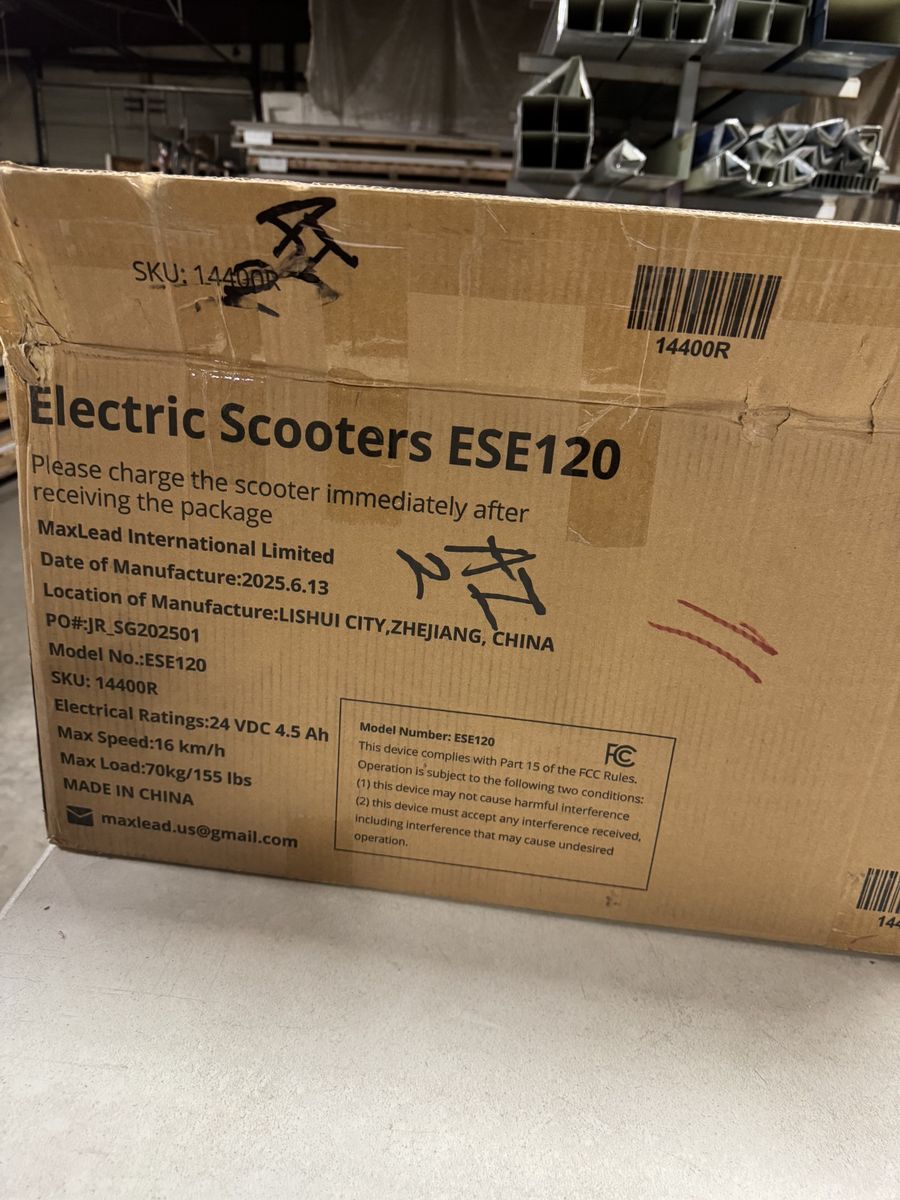 SKU: 14400R
14400R
Electric Scooters ESE120
Please charge the scooter immediately after
receiving the package
MaxLead International Limited
Date of Manufacture:2025.6.13
Location of Manufacture:LISHUI CITY,ZHEJIANG, CHINA
PO#:JR_SG202501
Model No.:ESE120
SKU: 14400R
Electrical Ratings:24 VDC 4.5 Ah
Max Speed:16 km/h
Max Load:70kg/155 lbs
MADE IN CHINA
maxlead.us@gmail.com
Model Number: ESE120
FC
This device complies with Part 15 of the FCC Rules.
Operation is subject to the following two conditions:
(1) this device may not cause harmful interference
(2) this device must accept any interference received,
including interference that may cause undesired
operation.